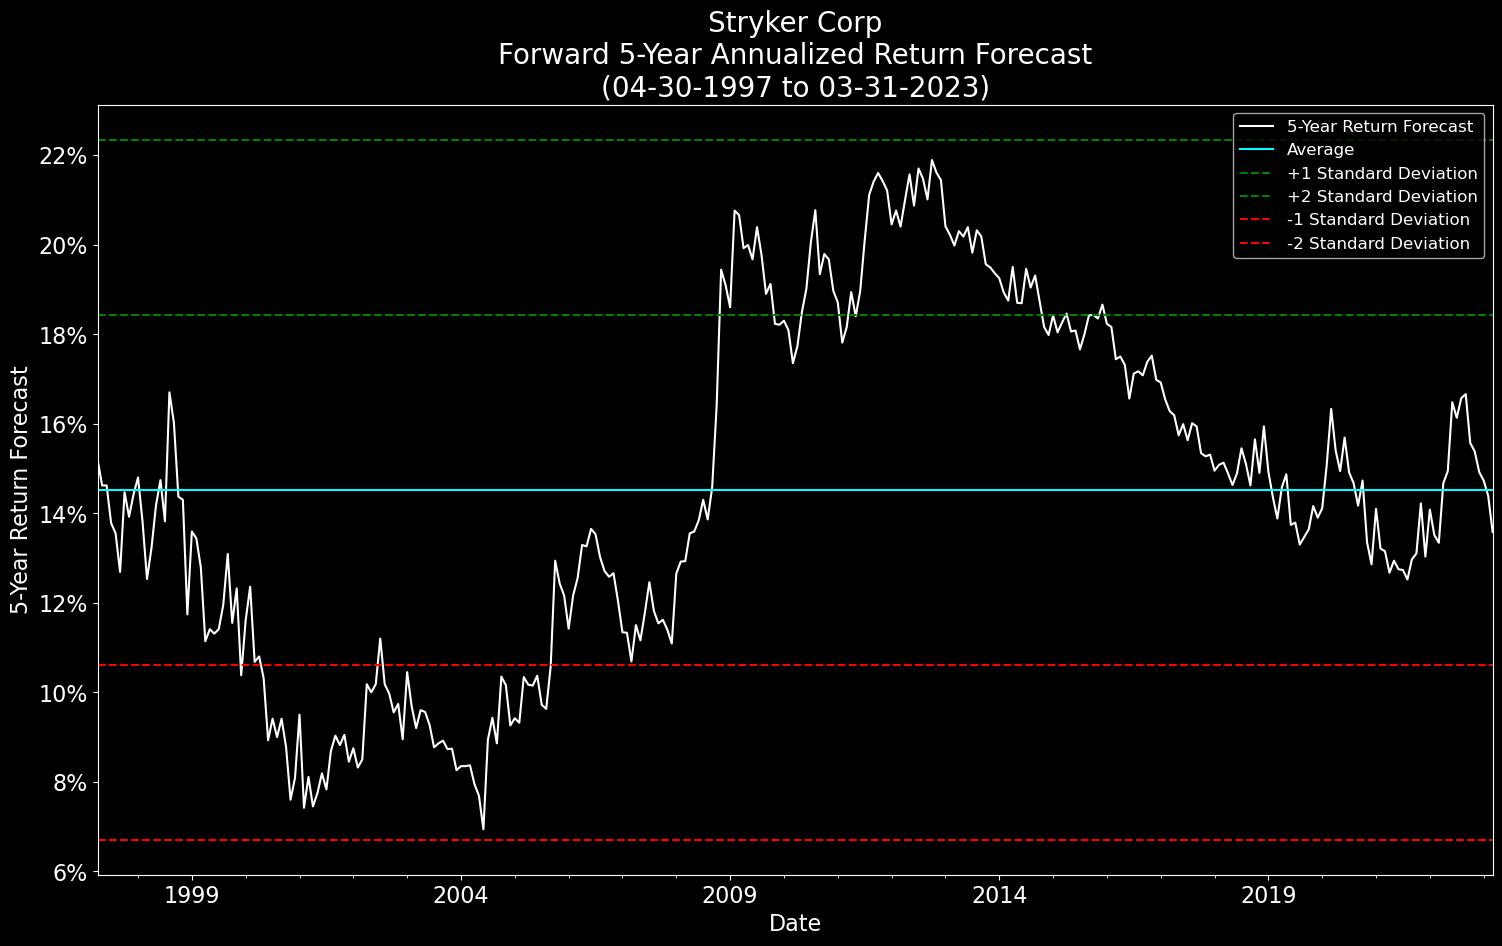 Stryker Corp
Forward 5-Year Annualized Return Forecast
(04-30-1997 to 03-31-2023)
5-Year Return Forecast
Average
+1 Standard Deviation
+2 Standard Deviation
-1 Standard Deviation
-2 Standard Deviation
22%
20%
18%
16%
14%
12%
10%
8%
6%
5-Year Return Forecast
1999 2004 2009 2014 2019
Date